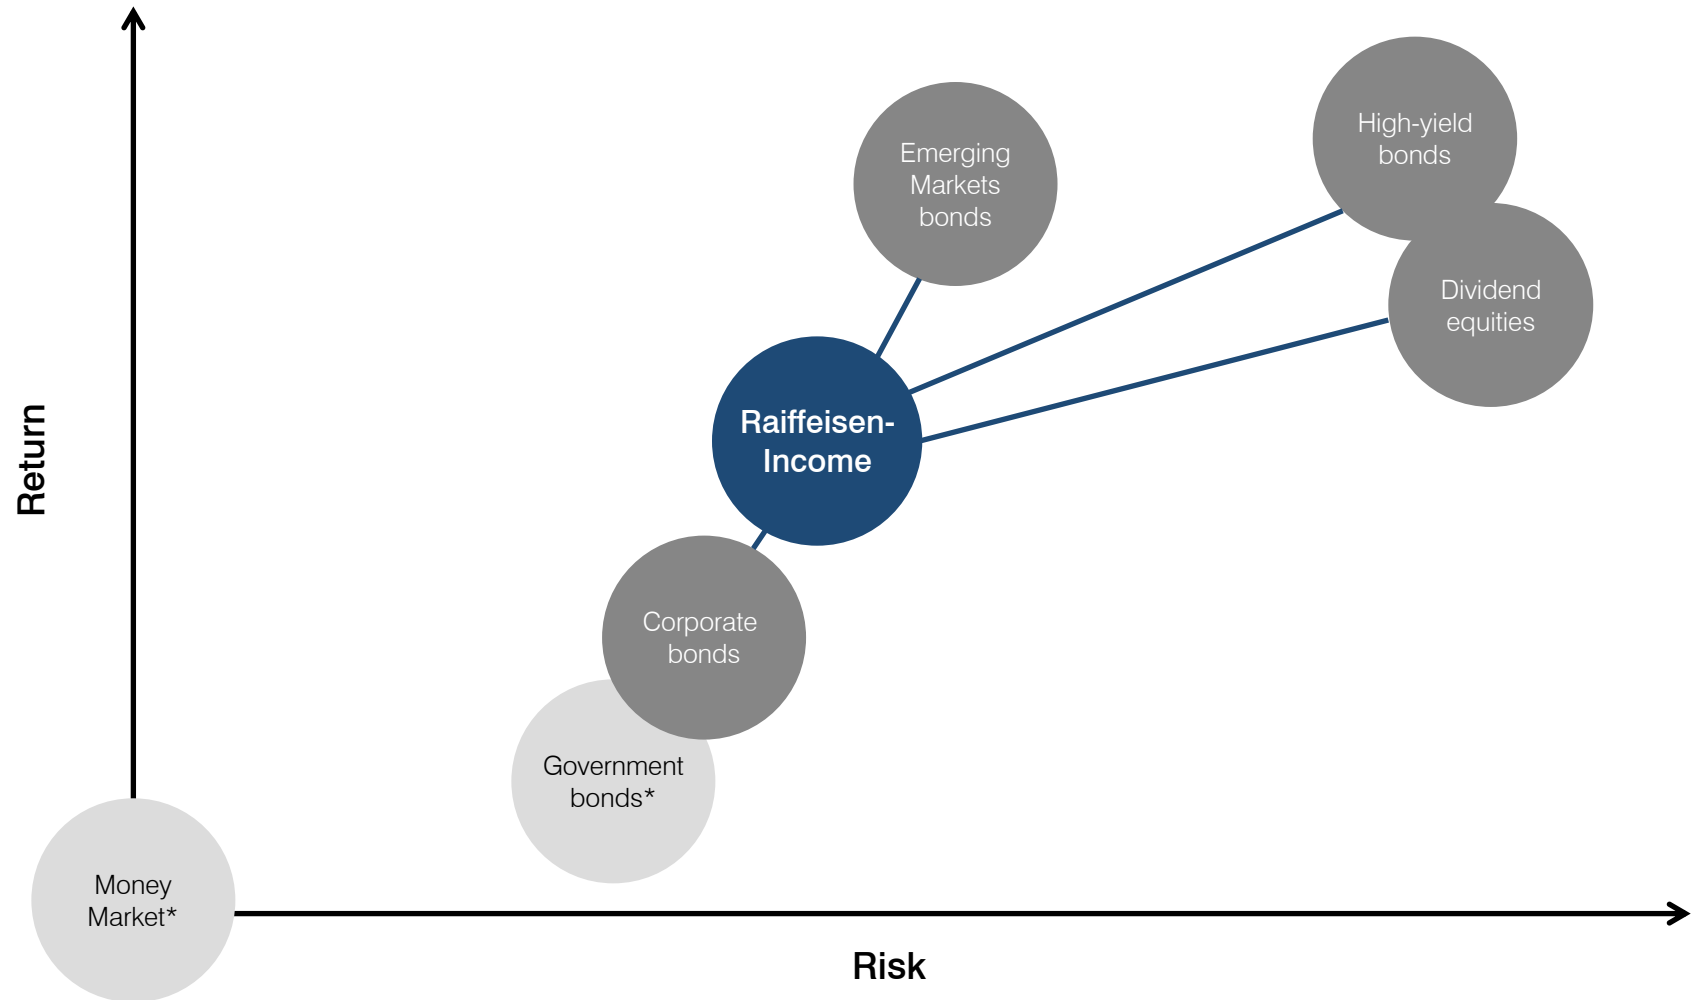 High-yield
bonds
Emerging
Markets
bonds
Dividend
equities
Raiffeisen-
Income
Return
Corporate
bonds
Government
bonds*
Money
Market*
Risk